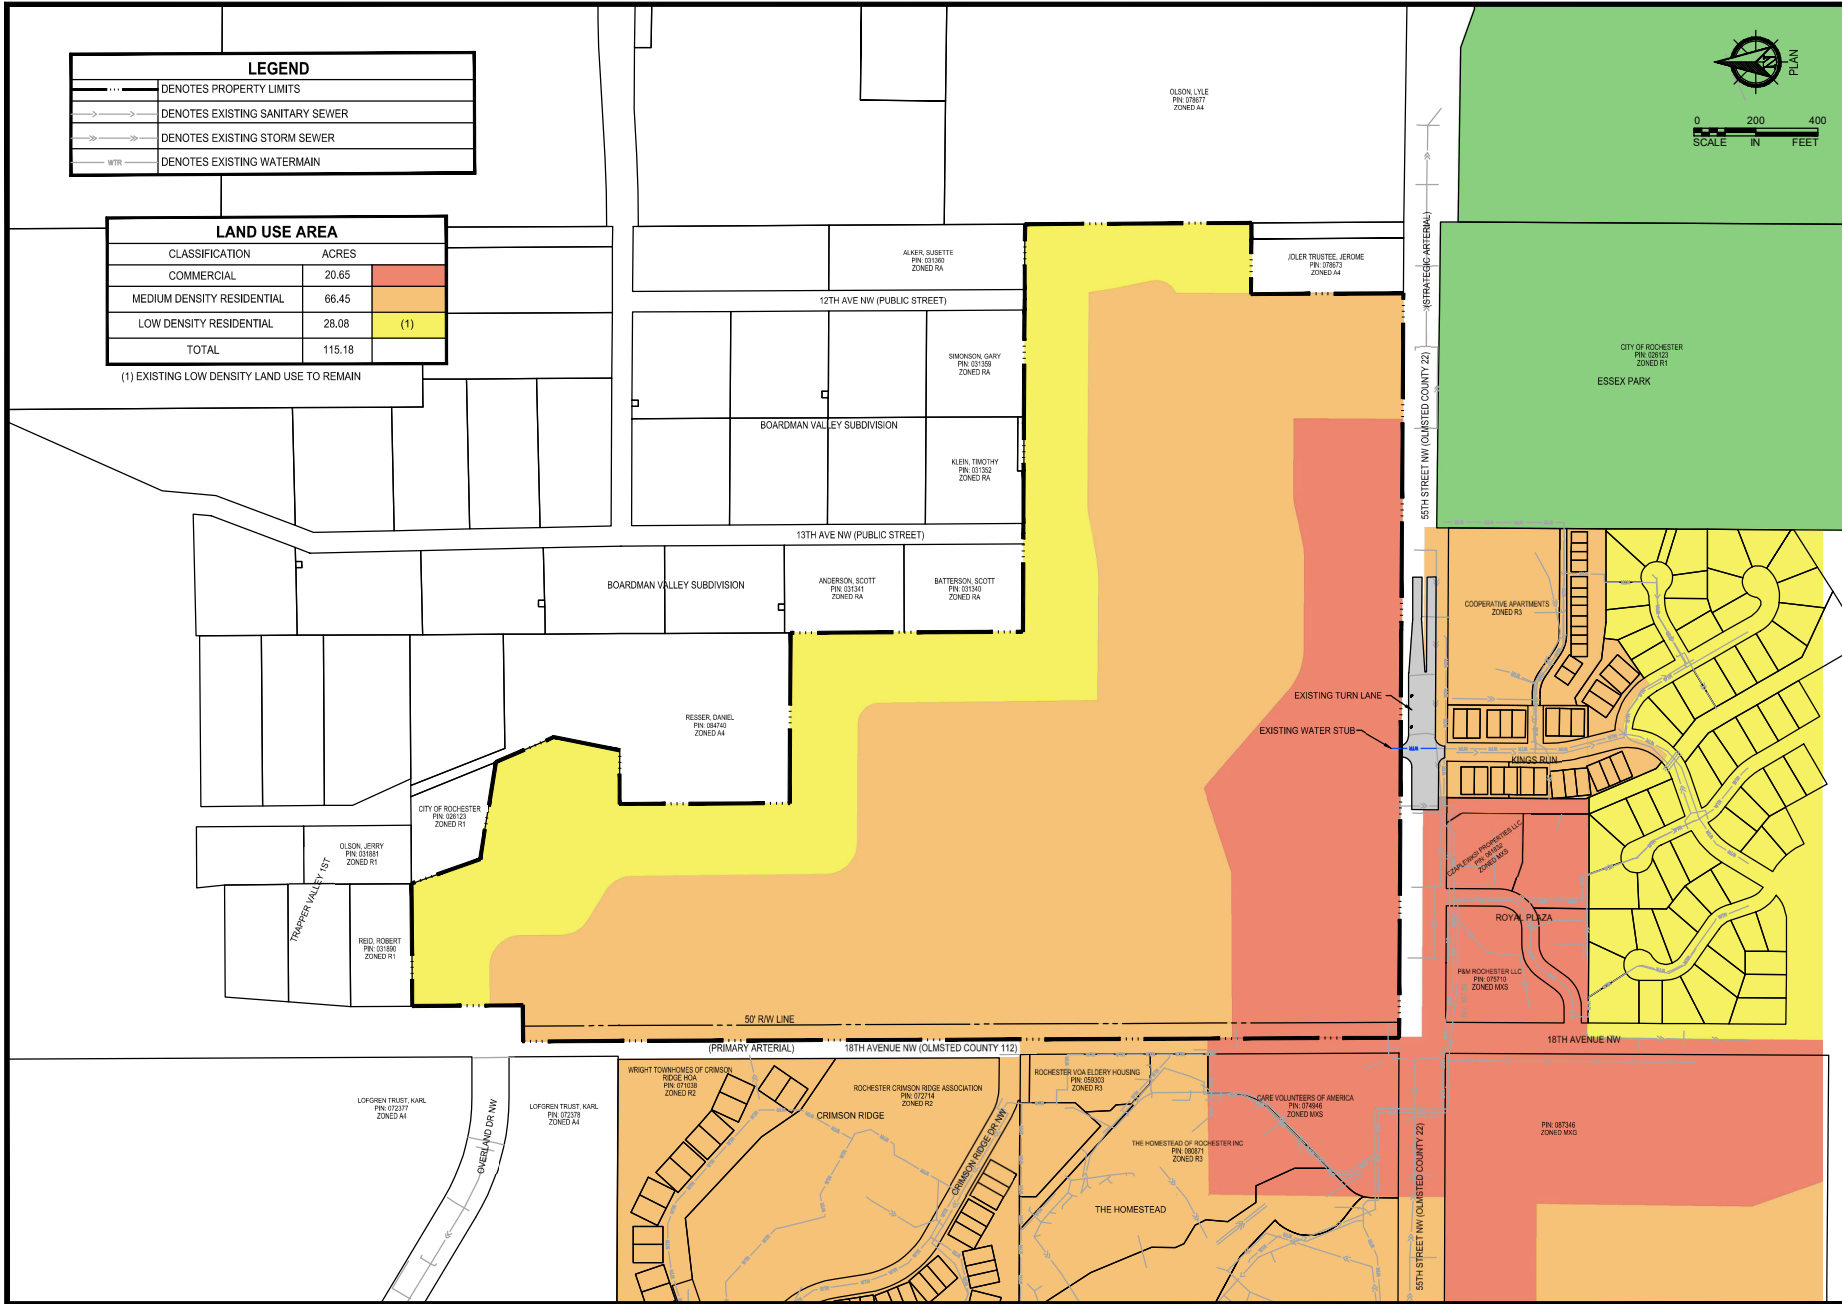 LEGEND
DENOTES PROPERTY LIMITS
DENOTES EXISTING SANITARY SEWER
DENOTES EXISTING STORM SEWER
WTR DENOTES EXISTING WATERMAIN
LAND USE AREA
CLASSIFICATION ACRES
COMMERCIAL 20.65
MEDIUM DENSITY RESIDENTIAL 66.45
LOW DENSITY RESIDENTIAL 28.08 (1)
TOTAL 115.18
(1) EXISTING LOW DENSITY LAND USE TO REMAIN
PLAN
0 200 400
SCALE IN FEET
OLSON, LYLE
PIN: 078677
ZONED A4
ALKER, SUSETTE
PIN: 031360
ZONED RA
JDLER TRUSTEE, JEROME
PIN: 078673
ZONED A4
12TH AVE NW (PUBLIC STREET)
SIMONSON, GARY
PIN: 031359
ZONED RA
BOARDMAN VALLEY SUBDIVISION
KLEIN, TIMOTHY
PIN: 031352
ZONED RA
13TH AVE NW (PUBLIC STREET)
BOARDMAN VALLEY SUBDIVISION
ANDERSON, SCOTT
PIN: 031341
ZONED RA
BATTERSON, SCOTT
PIN: 031340
ZONED RA
RESSER, DANIEL
PIN: 084740
ZONED A4
CITY OF ROCHESTER
PIN: 026123
ZONED R1
OLSON, JERRY
PIN: 031881
ZONED R1
TRAPPER VALLEY 1ST
REID, ROBERT
PIN: 031890
ZONED R1
(STRATEGIC ARTERIAL)
55TH STREET NW (OLMSTED COUNTY 22)
CITY OF ROCHESTER
PIN: 026123
ZONED R1
ESSEX PARK
COOPERATIVE APARTMENTS
ZONED R3
EXISTING TURN LANE
EXISTING WATER STUB
KINGS RUN
CZAPLEWSKI PROPERTIES LLC
PIN: 061832
ZONED MXS
ROYAL PLAZA
P&M ROCHESTER LLC
PIN: 075710
ZONED MXS
50' R/W LINE
(PRIMARY ARTERIAL)
18TH AVENUE NW (OLMSTED COUNTY 112)
18TH AVENUE NW
LOFGREN TRUST, KARL
PIN: 072377
ZONED A4
OVERLAND DR NW
LOFGREN TRUST, KARL
PIN: 072378
ZONED A4
WRIGHT TOWNHOMES OF CRIMSON
RIDGE HOA
PIN: 071038
ZONED R2
ROCHESTER CRIMSON RIDGE ASSOCIATION
PIN: 072714
ZONED R2
CRIMSON RIDGE
CRIMSON RIDGE DR NW
ROCHESTER VOA ELDERY HOUSING
PIN: 059303
ZONED R3
CARE VOLUNTEERS OF AMERICA
PIN: 074946
ZONED MXS
THE HOMESTEAD OF ROCHESTER INC
PIN: 080871
ZONED R3
THE HOMESTEAD
55TH STREET NW (OLMSTED COUNTY 22)
PIN: 087346
ZONED MXG